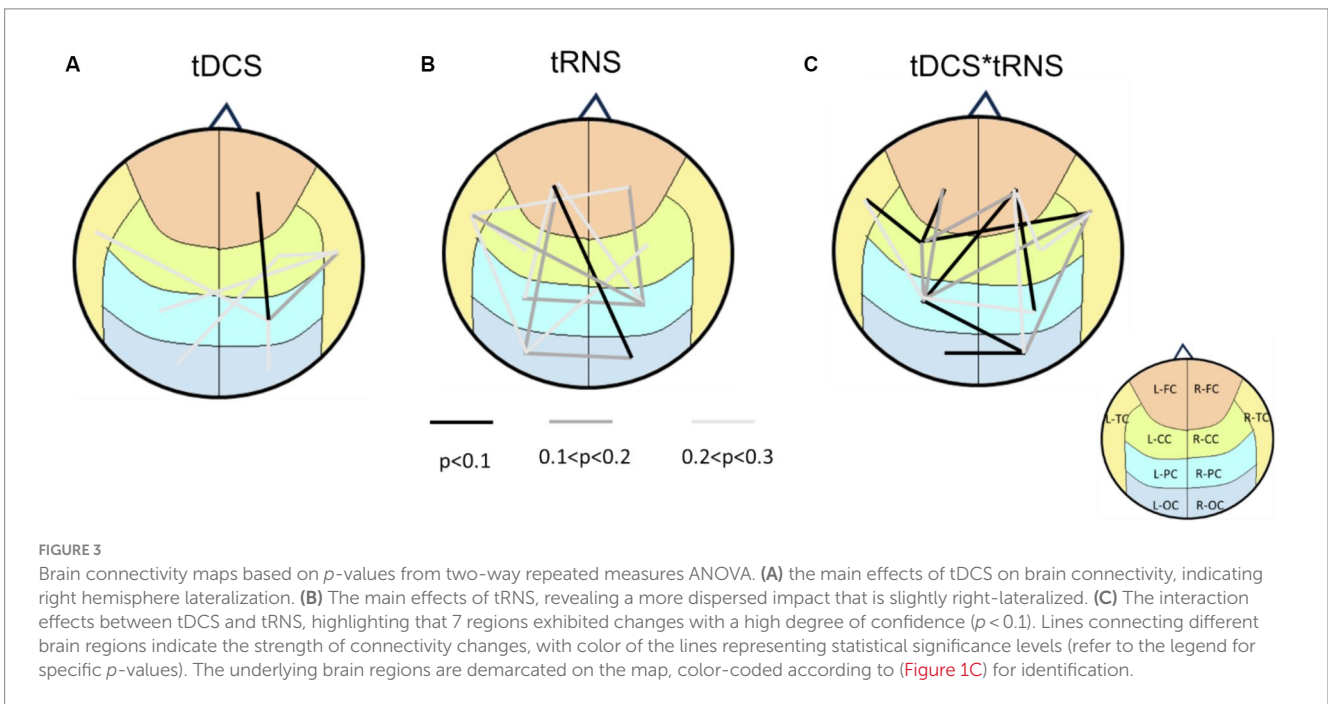 A
tDCS
B
tRNS
C
tDCS*tRNS
p<0.1
0.1<p<0.2
0.2<p<0.3
L-FC R-FC
L-TC R-TC
L-CC R-CC
L-PC R-PC
L-OC R-OC
FIGURE 3
Brain connectivity maps based on p-values from two-way repeated measures ANOVA. (A) the main effects of tDCS on brain connectivity, indicating
right hemisphere lateralization. (B) The main effects of tRNS, revealing a more dispersed impact that is slightly right-lateralized. (C) The interaction
effects between tDCS and tRNS, highlighting that 7 regions exhibited changes with a high degree of confidence (p < 0.1). Lines connecting different
brain regions indicate the strength of connectivity changes, with color of the lines representing statistical significance levels (refer to the legend for
specific p-values). The underlying brain regions are demarcated on the map, color-coded according to (Figure 1C) for identification.